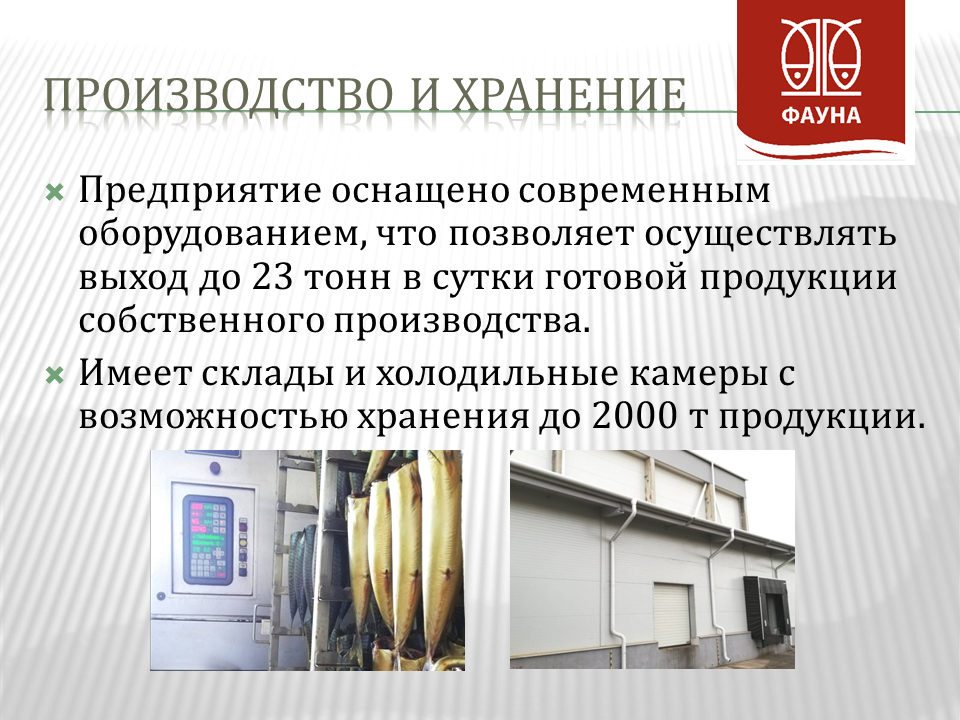 ПРОИЗВОДСТВО И ХРАНЕНИЕ
ФАУНА
Предприятие оснащено современным
оборудованием, что позволяет осуществлять
выход до 23 тонн в сутки готовой продукции
собственного производства.
Имеет склады и холодильные камеры с
возможностью хранения до 2000 т продукции.